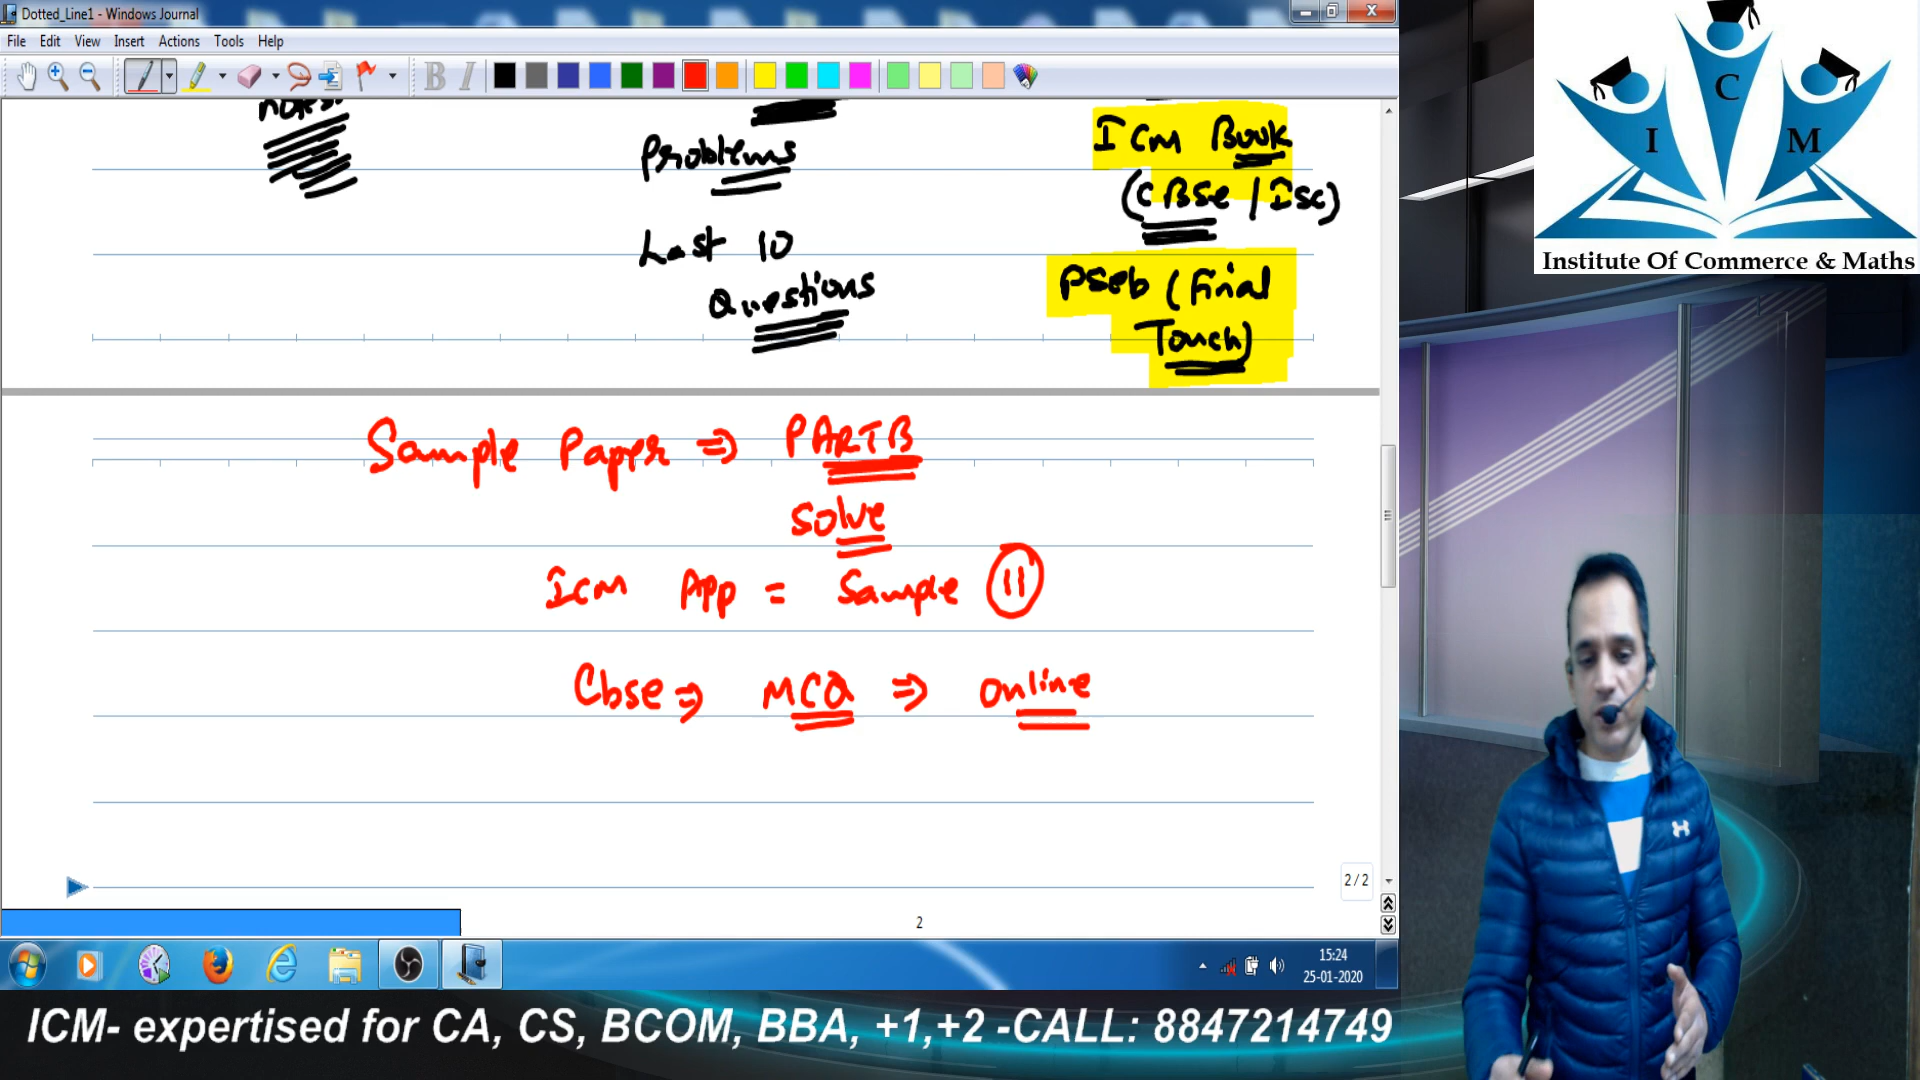 Dotted_Line1 - Windows Journal
File Edit View Insert Actions Tools Help
B I
notes
Problems
Last 10
Questions
Icm Book
(CBSe / Isc)
PSeb (Final
Touch)
Sample Paper ⇒ PART B
Solve
Icm App = Sample 11
Cbse ⇒ MCQ ⇒ Online
2 / 2
2
15:24
25-01-2020
I C M
Institute Of Commerce & Maths
ICM- expertised for CA, CS, BCOM, BBA, +1,+2 -CALL: 8847214749